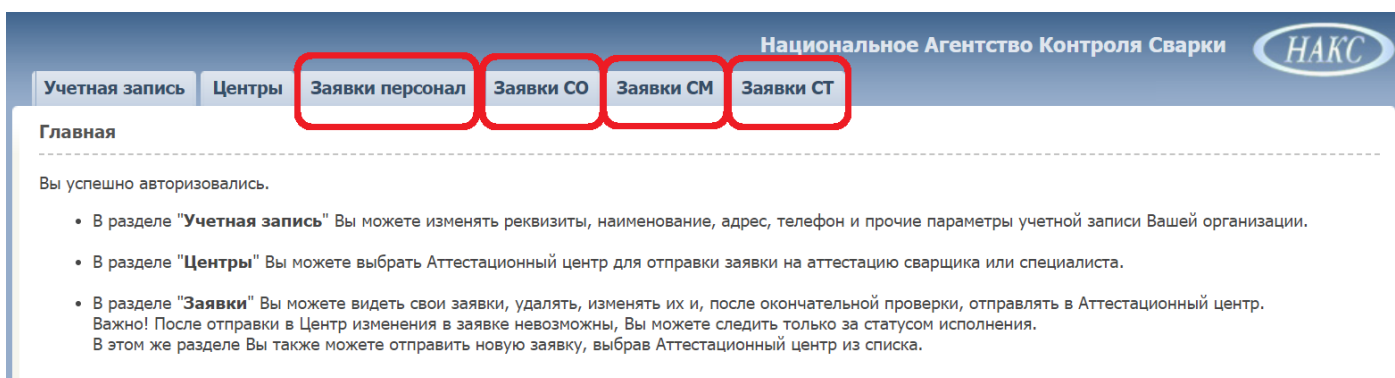 Национальное Агентство Контроля Сварки
НАКС
Учетная запись Центры Заявки персонал Заявки СО Заявки СМ Заявки СТ
Главная
Вы успешно авторизовались.
• В разделе "Учетная запись" Вы можете изменять реквизиты, наименование, адрес, телефон и прочие параметры учетной записи Вашей организации.
• В разделе "Центры" Вы можете выбрать Аттестационный центр для отправки заявки на аттестацию сварщика или специалиста.
• В разделе "Заявки" Вы можете видеть свои заявки, удалять, изменять их и, после окончательной проверки, отправлять в Аттестационный центр.
Важно! После отправки в Центр изменения в заявке невозможны, Вы можете следить только за статусом исполнения.
В этом же разделе Вы также можете отправить новую заявку, выбрав Аттестационный центр из списка.